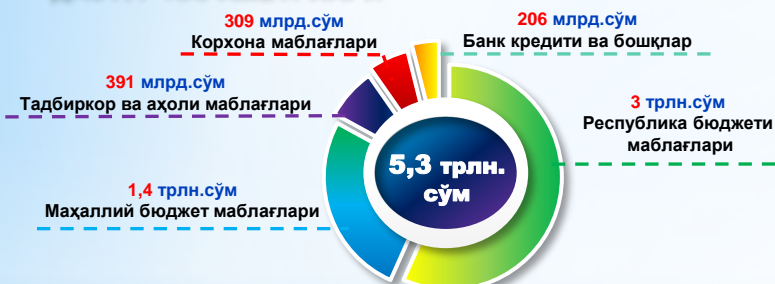 309 млрд.сўм
Корхона маблағлари
206 млрд.сўм
Банк кредити ва бошқлар
391 млрд.сўм
Тадбиркор ва аҳоли маблағлари
3 трлн.сўм
Республика бюджети
маблағлари
5,3 трлн.
сўм
1,4 трлн.сўм
Маҳаллий бюджет маблағлари